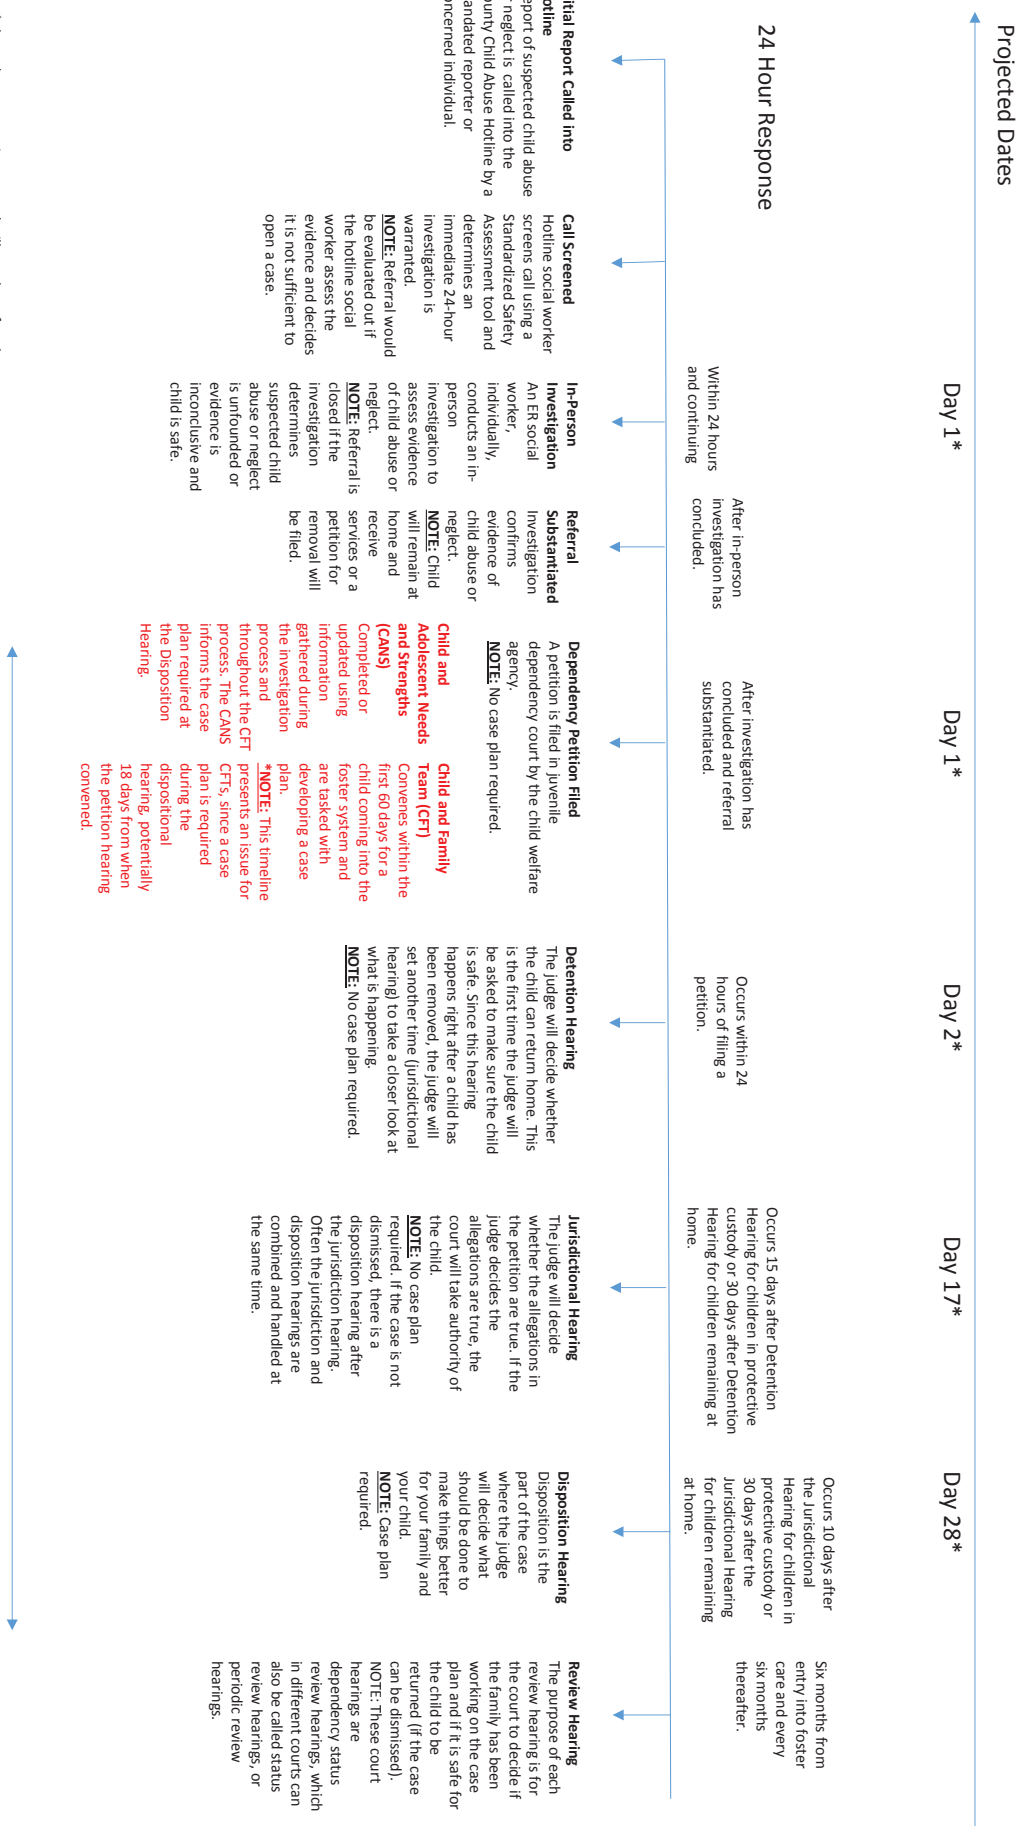 Projected Dates
Day 1*
Day 1*
Day 2*
Day 17*
Day 28*
24 Hour Response
Within 24 hours
and continuing
After in-person
investigation has
concluded.
After investigation has
concluded and referral
substantiated.
Occurs within 24
hours of filing a
petition.
Occurs 15 days after Detention
Hearing for children in protective
custody or 30 days after Detention
Hearing for children remaining at
home.
Occurs 10 days after
the Jurisdictional
Hearing for children in
protective custody or
30 days after the
Jurisdictional Hearing
for children remaining
at home.
Six months from
entry into foster
care and every
six months
thereafter.
Report Called into
of suspected child abuse
neglect is called into the
Child Abuse Hotline by a
reporter or
individual.
Call Screened
Hotline social worker
screens call using a
Standardized Safety
Assessment tool and
determines an
immediate 24-hour
investigation is
warranted.
NOTE: Referral would
be evaluated out if
the hotline social
worker assess the
evidence and decides
it is not sufficient to
open a case.
In-Person
Investigation
An ER social
worker,
individually,
conducts an in-
person
investigation to
assess evidence
of child abuse or
neglect.
NOTE: Referral is
closed if the
investigation
determines
suspected child
abuse or neglect
is unfounded or
evidence is
inconclusive and
child is safe.
Referral
Substantiated
Investigation
confirms
evidence of
child abuse or
neglect.
NOTE: Child
will remain at
home and
receive
services or a
petition for
removal will
be filed.
Dependency Petition Filed
A petition is filed in juvenile
dependency court by the child welfare
agency.
NOTE: No case plan required.
Child and
Adolescent Needs
and Strengths
(CANS)
Completed or
updated using
information
gathered during
the investigation
process and
throughout the CFT
process. The CANS
informs the case
plan required at
the Disposition
Hearing.
Child and Family
Team (CFT)
Convenes within the
first 60 days for a
child coming into the
foster system and
are tasked with
developing a case
plan.
*NOTE: This timeline
presents an issue for
CFTs, since a case
plan is required
during the
dispositional
hearing, potentially
18 days from when
the petition hearing
convened.
Detention Hearing
The judge will decide whether
the child can return home. This
is the first time the judge will
be asked to make sure the child
is safe. Since this hearing
happens right after a child has
been removed, the judge will
set another time (jurisdictional
hearing) to take a closer look at
what is happening.
NOTE: No case plan required.
Jurisdictional Hearing
The judge will decide
whether the allegations in
the petition are true. If the
judge decides the
allegations are true, the
court will take authority of
the child.
NOTE: No case plan
required. If the case is not
dismissed, there is a
disposition hearing after
the jurisdiction hearing.
Often the jurisdiction and
disposition hearings are
combined and handled at
the same time.
Disposition Hearing
Disposition is the
part of the case
where the judge
will decide what
should be done to
make things better
for your family and
your child.
NOTE: Case plan
required.
Review Hearing
The purpose of each
review hearing is for
the court to decide if
the family has been
working on the case
plan and if it is safe for
the child to be
returned (if the case
can be dismissed).
NOTE: These court
hearings are
dependency status
review hearings, which
in different courts can
also be called status
review hearings, or
periodic review
hearings.